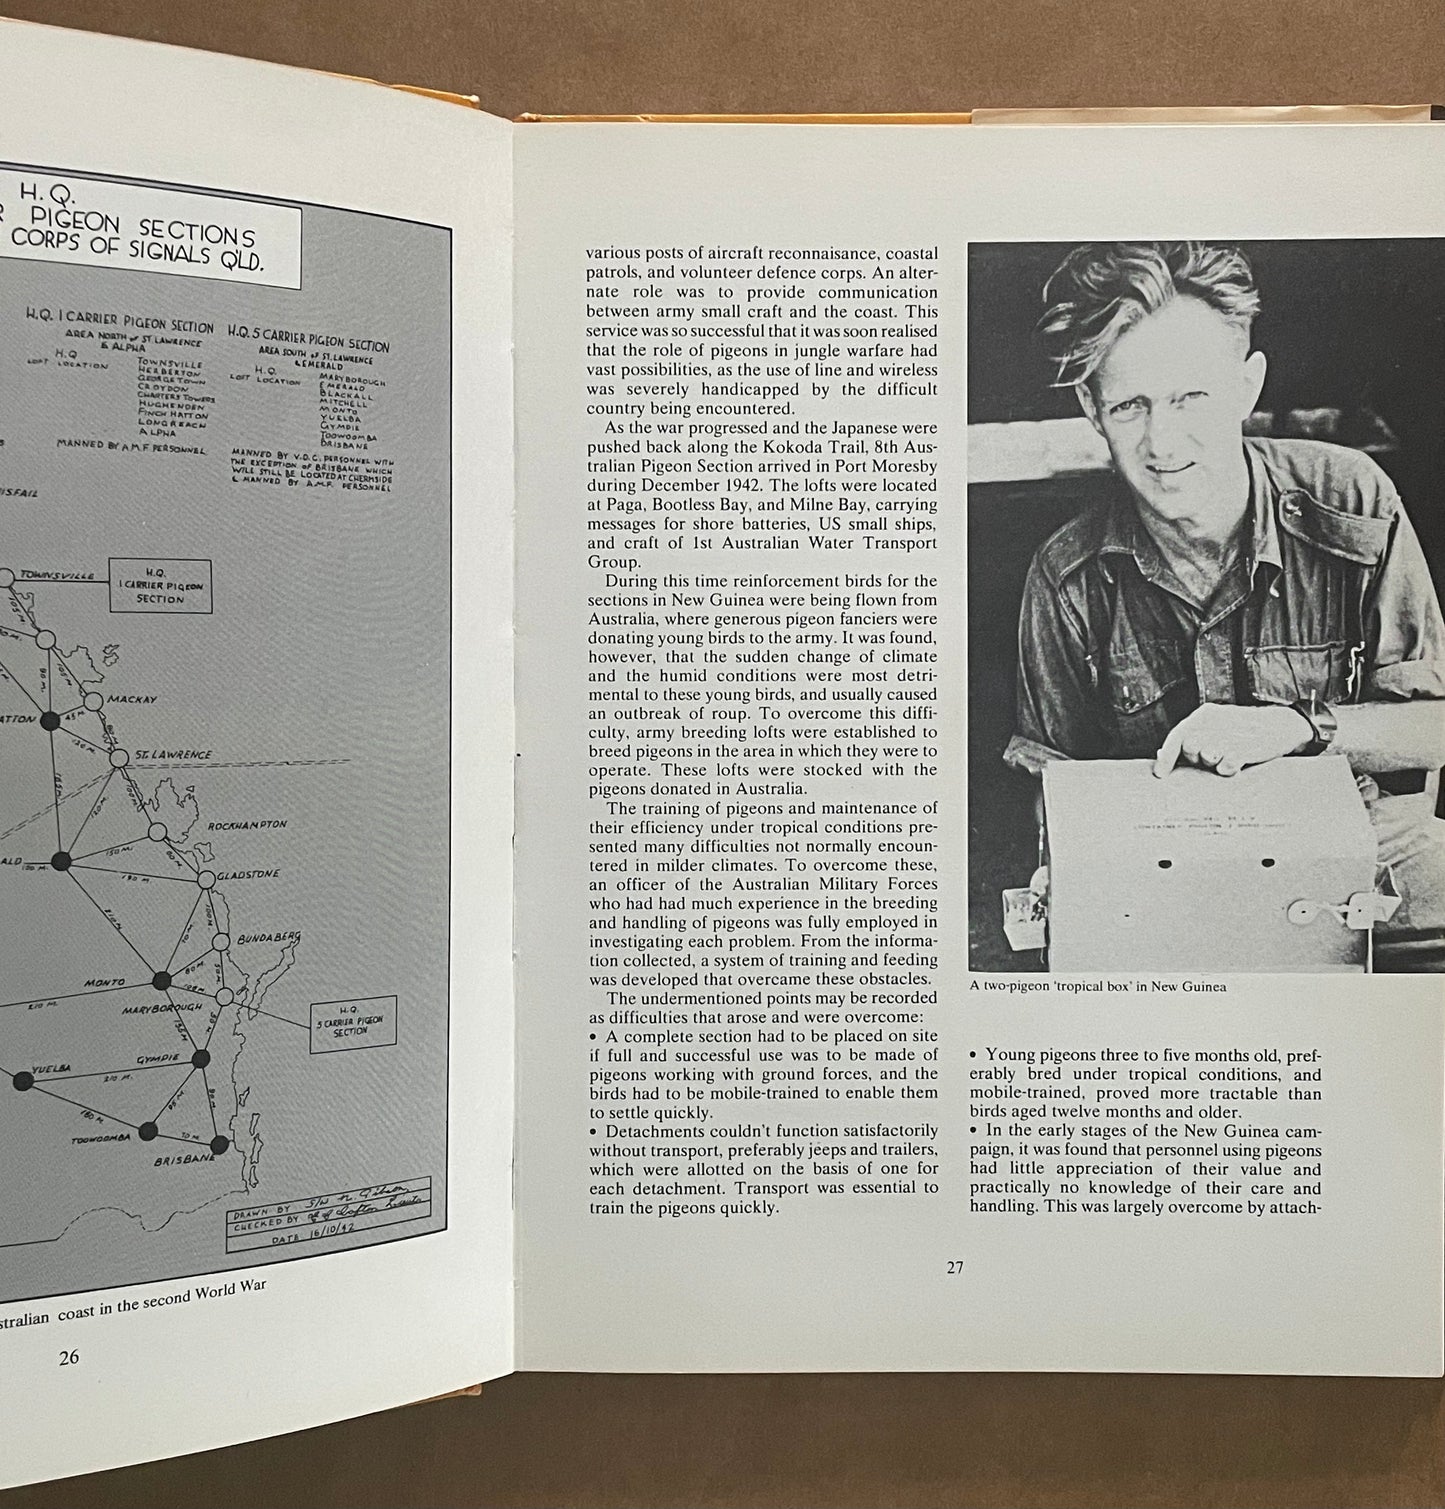 H.Q.
PIGEON SECTIONS
CORPS OF SIGNALS QLD.
H.Q. 1 CARRIER PIGEON SECTION
AREA NORTH of ST LAWRENCE
& ALPHA
H.Q
LOFT LOCATION
TOWNSVILLE
HERBERTON
GEORGETOWN
CROYDON
CHARTERS TOWERS
HUGHENDEN
FINCH HATTON
LONGREACH
ALPHA
MANNED BY A.M.F PERSONNEL
H.Q. 5 CARRIER PIGEON SECTION
AREA SOUTH of ST. LAWRENCE
& EMERALD
H.Q.
LOFT LOCATION
MARYBOROUGH
EMERALD
BLACKALL
MITCHELL
MONTO
YUELBA
GYMPIE
TOOWOOMBA
BRISBANE
MANNED BY V.D.C. PERSONNEL WITH
THE EXCEPTION OF BRISBANE WHICH
WILL STILL BE LOCATED AT CHERMSIDE
& MANNED BY A.M.F. PERSONNEL
ISFAIL
TOWNSVILLE
H.Q.
1 CARRIER PIGEON
SECTION
105 M.
105 M
90 M.
MACKAY
ATTON
45 M.
130 M.
ST. LAWRENCE
120 M.
ROCKHAMPTON
ALD
150 M.
80 M.
190 M.
GLADSTONE
210 M.
100 M
BUNDABERG
80 M.
50 M
MONTO
210 M.
MARYBOROUGH
H.Q.
5 CARRIER PIGEON
SECTION
GYMPIE
YUELBA
210 M.
180 M.
TOOWOOMBA
70 M.
BRISBANE
DRAWN BY
CHECKED BY
DATE 15/10/42
stralian coast in the second World War
26
various posts of aircraft reconnaisance, coastal
patrols, and volunteer defence corps. An alter-
nate role was to provide communication
between army small craft and the coast. This
service was so successful that it was soon realised
that the role of pigeons in jungle warfare had
vast possibilities, as the use of line and wireless
was severely handicapped by the difficult
country being encountered.
As the war progressed and the Japanese were
pushed back along the Kokoda Trail, 8th Aus-
tralian Pigeon Section arrived in Port Moresby
during December 1942. The lofts were located
at Paga, Bootless Bay, and Milne Bay, carrying
messages for shore batteries, US small ships,
and craft of 1st Australian Water Transport
Group.
During this time reinforcement birds for the
sections in New Guinea were being flown from
Australia, where generous pigeon fanciers were
donating young birds to the army. It was found,
however, that the sudden change of climate
and the humid conditions were most detri-
mental to these young birds, and usually caused
an outbreak of roup. To overcome this diffi-
culty, army breeding lofts were established to
breed pigeons in the area in which they were to
operate. These lofts were stocked with the
pigeons donated in Australia.
The training of pigeons and maintenance of
their efficiency under tropical conditions pre-
sented many difficulties not normally encoun-
tered in milder climates. To overcome these,
an officer of the Australian Military Forces
who had had much experience in the breeding
and handling of pigeons was fully employed in
investigating each problem. From the informa-
tion collected, a system of training and feeding
was developed that overcame these obstacles.
The undermentioned points may be recorded
as difficulties that arose and were overcome:
• A complete section had to be placed on site
if full and successful use was to be made of
pigeons working with ground forces, and the
birds had to be mobile-trained to enable them
to settle quickly.
• Detachments couldn't function satisfactorily
without transport, preferably jeeps and trailers,
which were allotted on the basis of one for
each detachment. Transport was essential to
train the pigeons quickly.
A two-pigeon 'tropical box' in New Guinea
• Young pigeons three to five months old, pref-
erably bred under tropical conditions, and
mobile-trained, proved more tractable than
birds aged twelve months and older.
• In the early stages of the New Guinea cam-
paign, it was found that personnel using pigeons
had little appreciation of their value and
practically no knowledge of their care and
handling. This was largely overcome by attach-
27